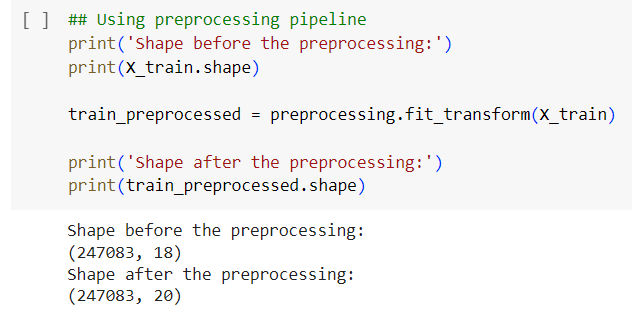 [ ] ## Using preprocessing pipeline
print('Shape before the preprocessing:')
print(X_train.shape)
train_preprocessed = preprocessing.fit_transform(X_train)
print('Shape after the preprocessing:')
print(train_preprocessed.shape)
Shape before the preprocessing:
(247083, 18)
Shape after the preprocessing:
(247083, 20)